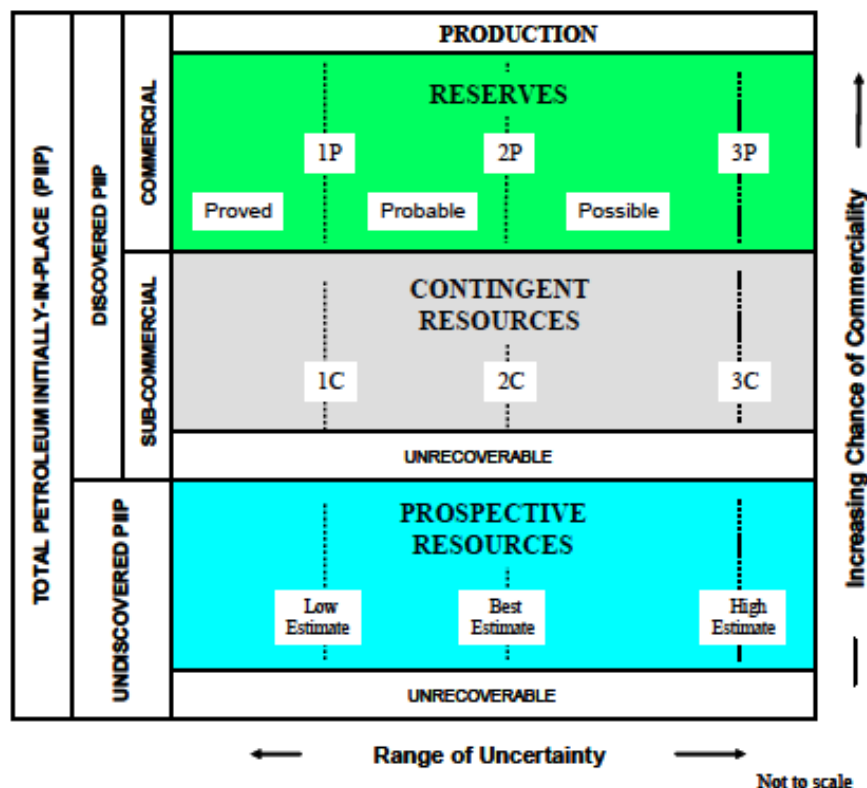 TOTAL PETROLEUM INITIALLY-IN-PLACE (PIIP)
DISCOVERED PIIP
UNDISCOVERED PIIP
COMMERCIAL
SUB-COMMERCIAL
PRODUCTION
RESERVES
1P
2P
3P
Proved
Probable
Possible
CONTINGENT
RESOURCES
1C
2C
3C
UNRECOVERABLE
PROSPECTIVE
RESOURCES
Low
Estimate
Best
Estimate
High
Estimate
UNRECOVERABLE
Increasing Chance of Commerciality
Range of Uncertainty
Not to scale